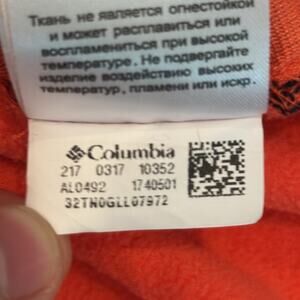 Ткань не является огнестойкой
и может расплавиться или
воспламениться при высокой
температуре. Не подвергайте
изделие воздействию высоких
температур, пламени или искр.
Columbia
217 0317 10352
AL0492 1740501
32TN0GLL07972